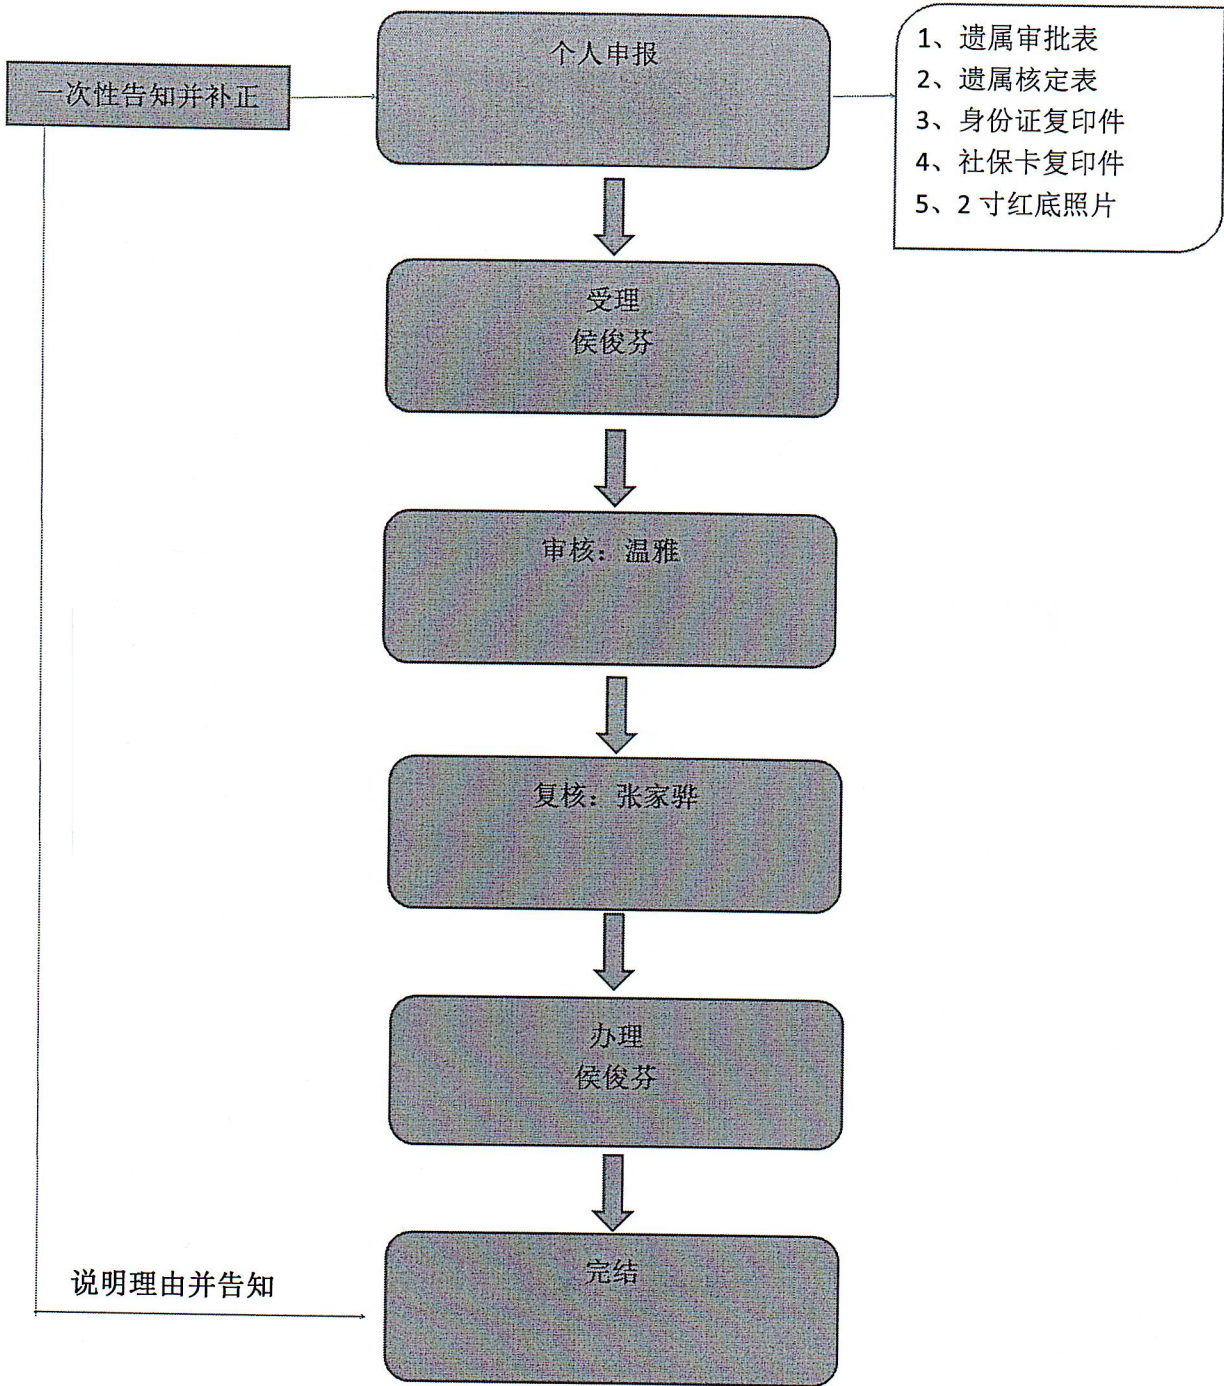 个人申报
一次性告知并补正
1、遗属审批表
2、遗属核定表
3、身份证复印件
4、社保卡复印件
5、2寸红底照片
受理
侯俊芬
审核：温雅
复核：张家骅
办理
侯俊芬
完结
说明理由并告知